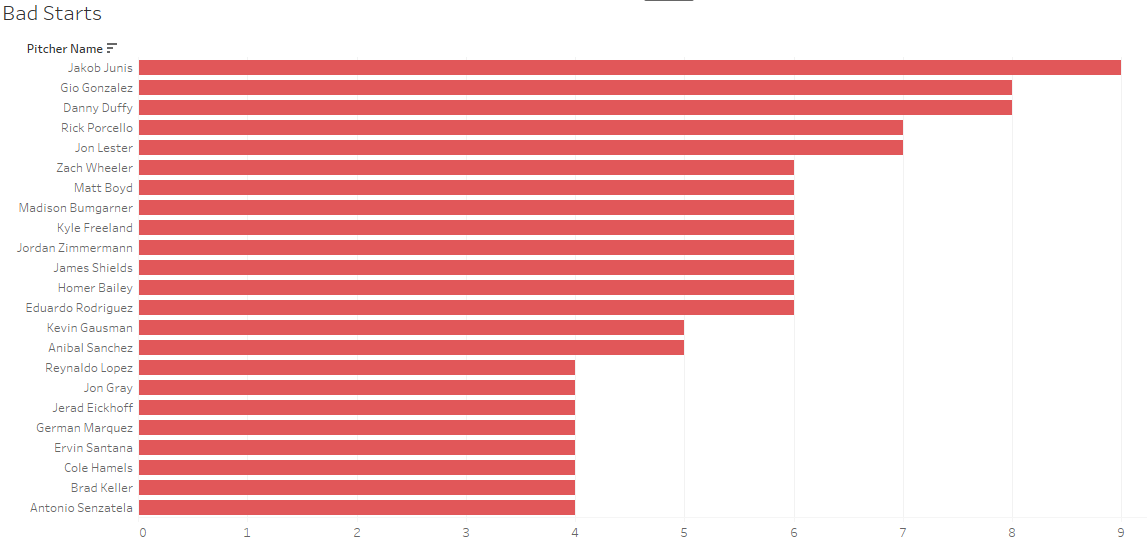 Bad Starts
Pitcher Name
Jakob Junis
Gio Gonzalez
Danny Duffy
Rick Porcello
Jon Lester
Zach Wheeler
Matt Boyd
Madison Bumgarner
Kyle Freeland
Jordan Zimmermann
James Shields
Homer Bailey
Eduardo Rodriguez
Kevin Gausman
Anibal Sanchez
Reynaldo Lopez
Jon Gray
Jerad Eickhoff
German Marquez
Ervin Santana
Cole Hamels
Brad Keller
Antonio Senzatela
0 1 2 3 4 5 6 7 8 9